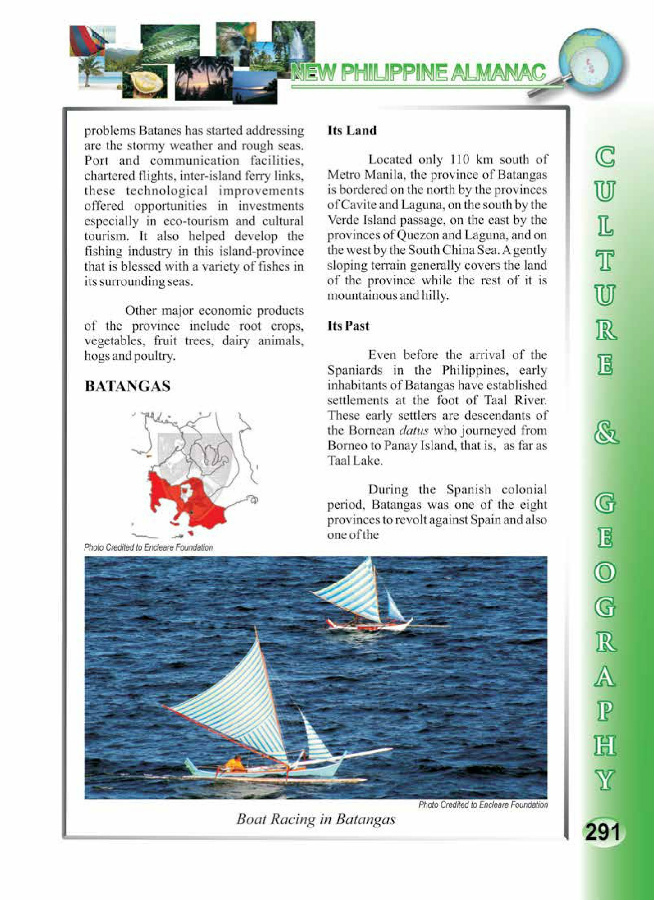 NEW PHILIPPINE ALMANAC
problems Batanes has started addressing
are the stormy weather and rough seas.
Port and communication facilities,
chartered flights, inter-island ferry links,
these technological improvements
offered opportunities in investments
especially in eco-tourism and cultural
tourism. It also helped develop the
fishing industry in this island-province
that is blessed with a variety of fishes in
its surrounding seas.
Other major economic products
of the province include root crops,
vegetables, fruit trees, dairy animals,
hogs and poultry.
BATANGAS
Photo Credited to Encleare Foundation
Its Land
Located only 110 km south of
Metro Manila, the province of Batangas
is bordered on the north by the provinces
of Cavite and Laguna, on the south by the
Verde Island passage, on the east by the
provinces of Quezon and Laguna, and on
the west by the South China Sea. A gently
sloping terrain generally covers the land
of the province while the rest of it is
mountainous and hilly.
Its Past
Even before the arrival of the
Spaniards in the Philippines, early
inhabitants of Batangas have established
settlements at the foot of Taal River.
These early settlers are descendants of
the Bornean datus who journeyed from
Borneo to Panay Island, that is, as far as
Taal Lake.
During the Spanish colonial
period, Batangas was one of the eight
provinces to revolt against Spain and also
one of the
Photo Credited to Encleare Foundation
Boat Racing in Batangas
CULTURE & GEOGRAPHY
291